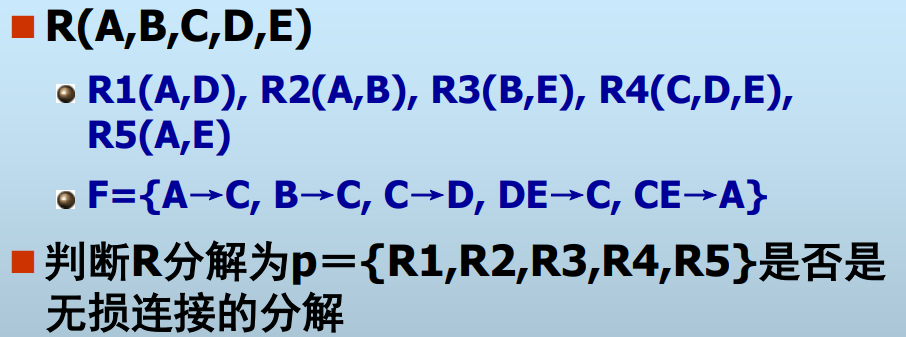 R(A,B,C,D,E)
R1(A,D), R2(A,B), R3(B,E), R4(C,D,E),
R5(A,E)
F={A→C, B→C, C→D, DE→C, CE→A}
判断R分解为p＝{R1,R2,R3,R4,R5}是否是
无损连接的分解